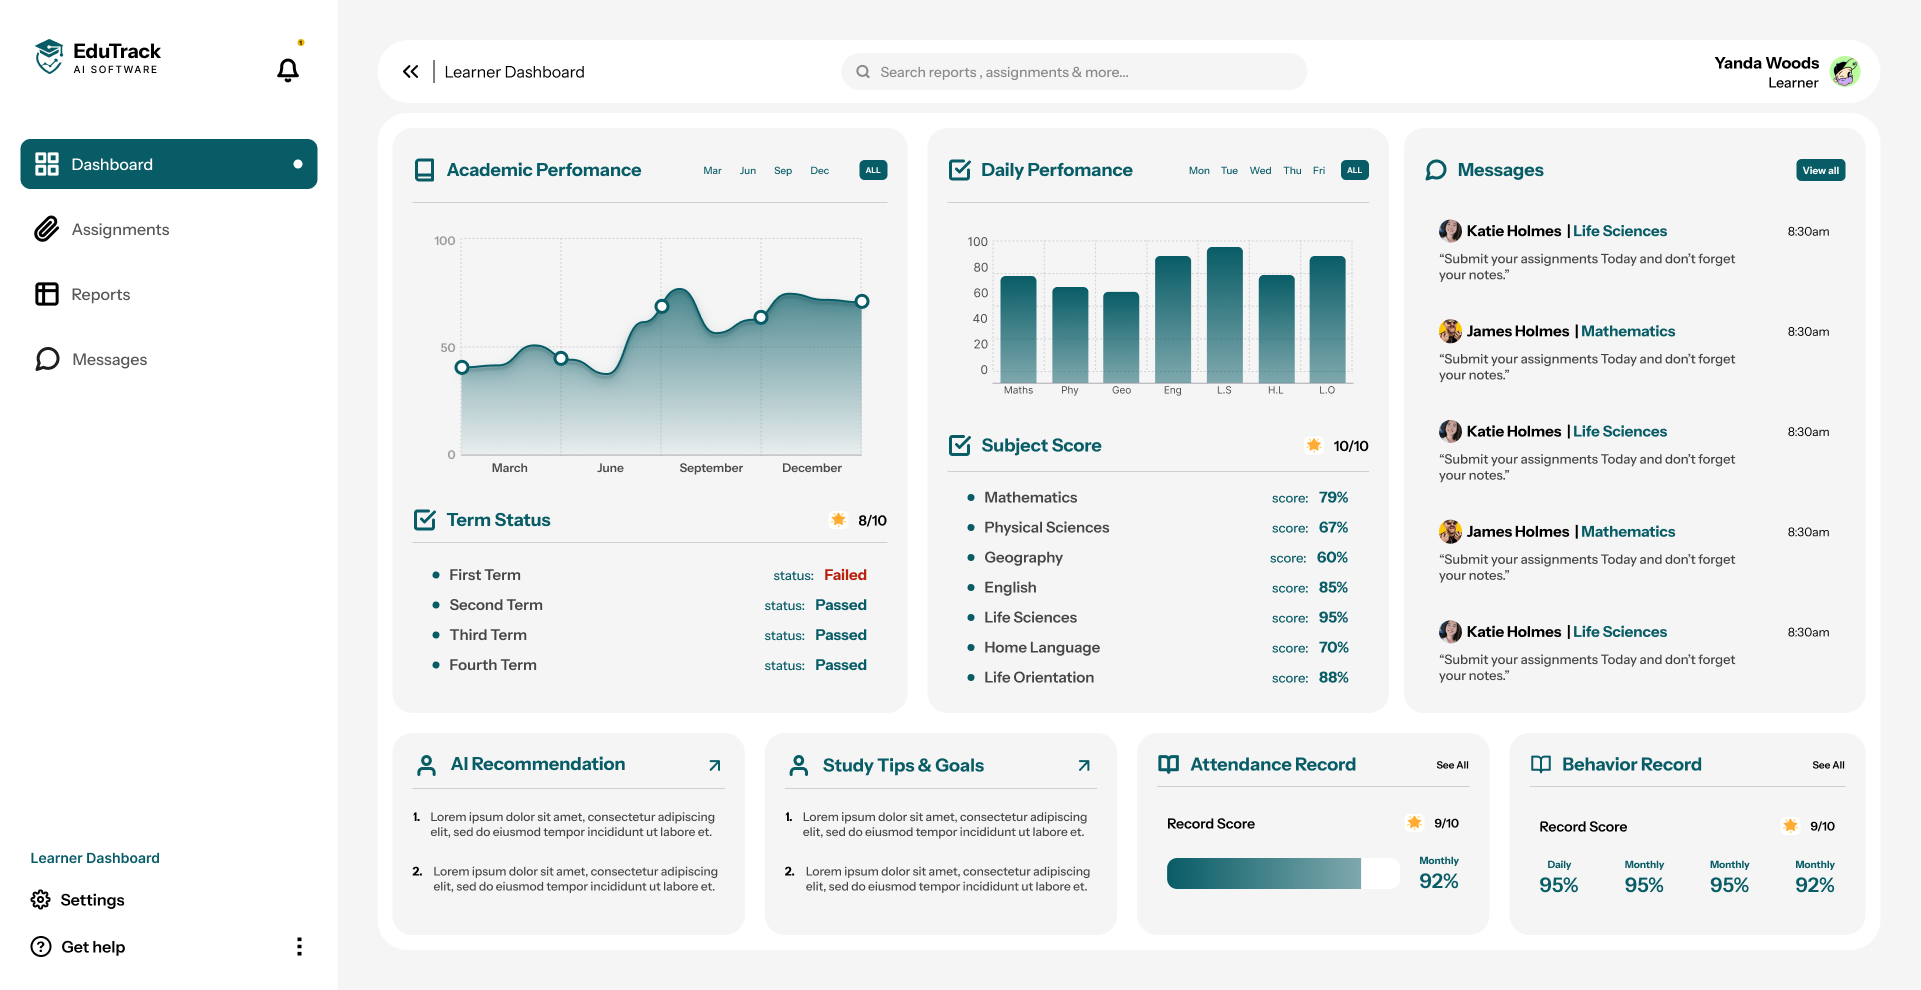 EduTrack
AI SOFTWARE
1
Dashboard
Assignments
Reports
Messages
Learner Dashboard
Settings
Get help
Learner Dashboard
Search reports , assignments & more...
Yanda Woods
Learner
Academic Perfomance
Mar Jun Sep Dec ALL
100
50
0
March June September December
Term Status
8/10
First Term status: Failed
Second Term status: Passed
Third Term status: Passed
Fourth Term status: Passed
Daily Perfomance
Mon Tue Wed Thu Fri ALL
100
80
60
40
20
0
Maths Phy Geo Eng L.S H.L L.O
Subject Score
10/10
Mathematics score: 79%
Physical Sciences score: 67%
Geography score: 60%
English score: 85%
Life Sciences score: 95%
Home Language score: 70%
Life Orientation score: 88%
Messages
View all
Katie Holmes | Life Sciences 8:30am
“Submit your assignments Today and don’t forget
your notes.”
James Holmes | Mathematics 8:30am
“Submit your assignments Today and don’t forget
your notes.”
Katie Holmes | Life Sciences 8:30am
“Submit your assignments Today and don’t forget
your notes.”
James Holmes | Mathematics 8:30am
“Submit your assignments Today and don’t forget
your notes.”
Katie Holmes | Life Sciences 8:30am
“Submit your assignments Today and don’t forget
your notes.”
AI Recommendation
1. Lorem ipsum dolor sit amet, consectetur adipiscing
elit, sed do eiusmod tempor incididunt ut labore et.
2. Lorem ipsum dolor sit amet, consectetur adipiscing
elit, sed do eiusmod tempor incididunt ut labore et.
Study Tips & Goals
1. Lorem ipsum dolor sit amet, consectetur adipiscing
elit, sed do eiusmod tempor incididunt ut labore et.
2. Lorem ipsum dolor sit amet, consectetur adipiscing
elit, sed do eiusmod tempor incididunt ut labore et.
Attendance Record
See All
Record Score
9/10
Monthly
92%
Behavior Record
See All
Record Score
9/10
Daily Monthly Monthly Monthly
95% 95% 95% 92%